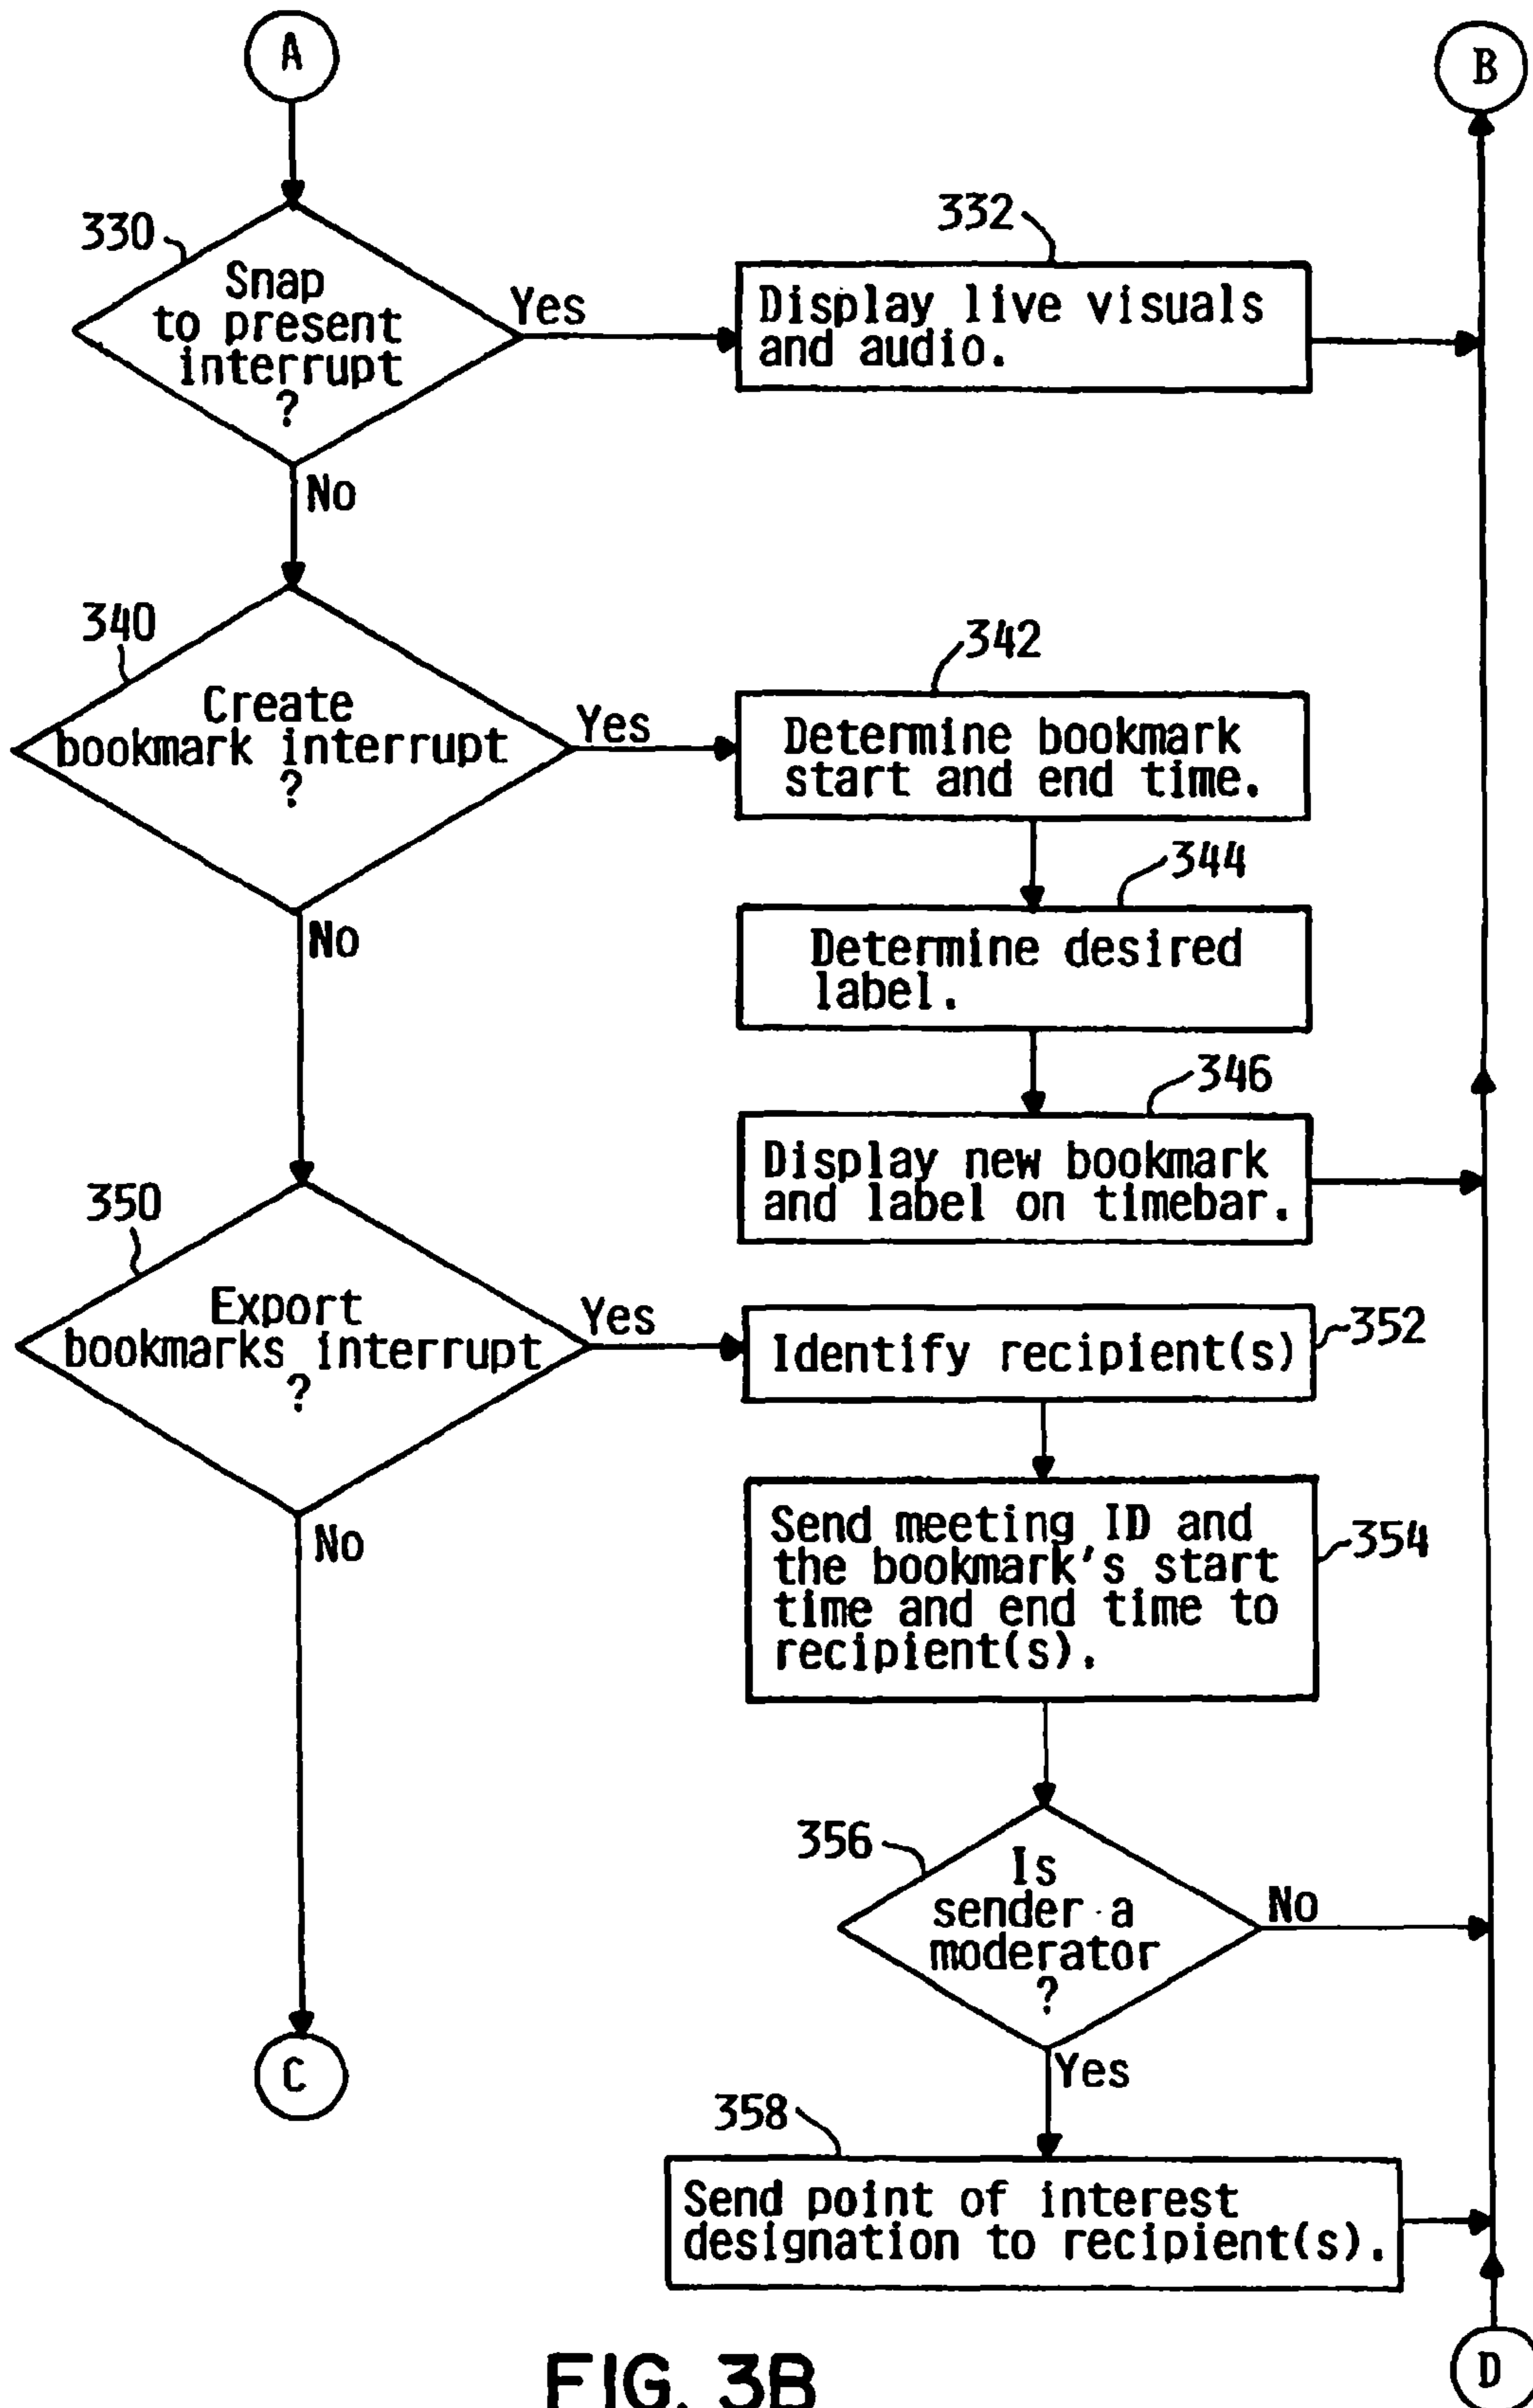 A
B
330
Snap
to present
interrupt
?
Yes
332
Display live visuals
and audio.
No
340
Create
bookmark interrupt
?
Yes
342
Determine bookmark
start and end time.
344
Determine desired
label.
No
346
Display new bookmark
and label on timebar.
350
Export
bookmarks interrupt
?
Yes
Identify recipient(s)
352
No
Send meeting ID and
the bookmark's start
time and end time to
recipient(s).
354
356
Is
sender a
moderator
?
No
C
Yes
358
Send point of interest
designation to recipient(s).
D
FIG. 3B